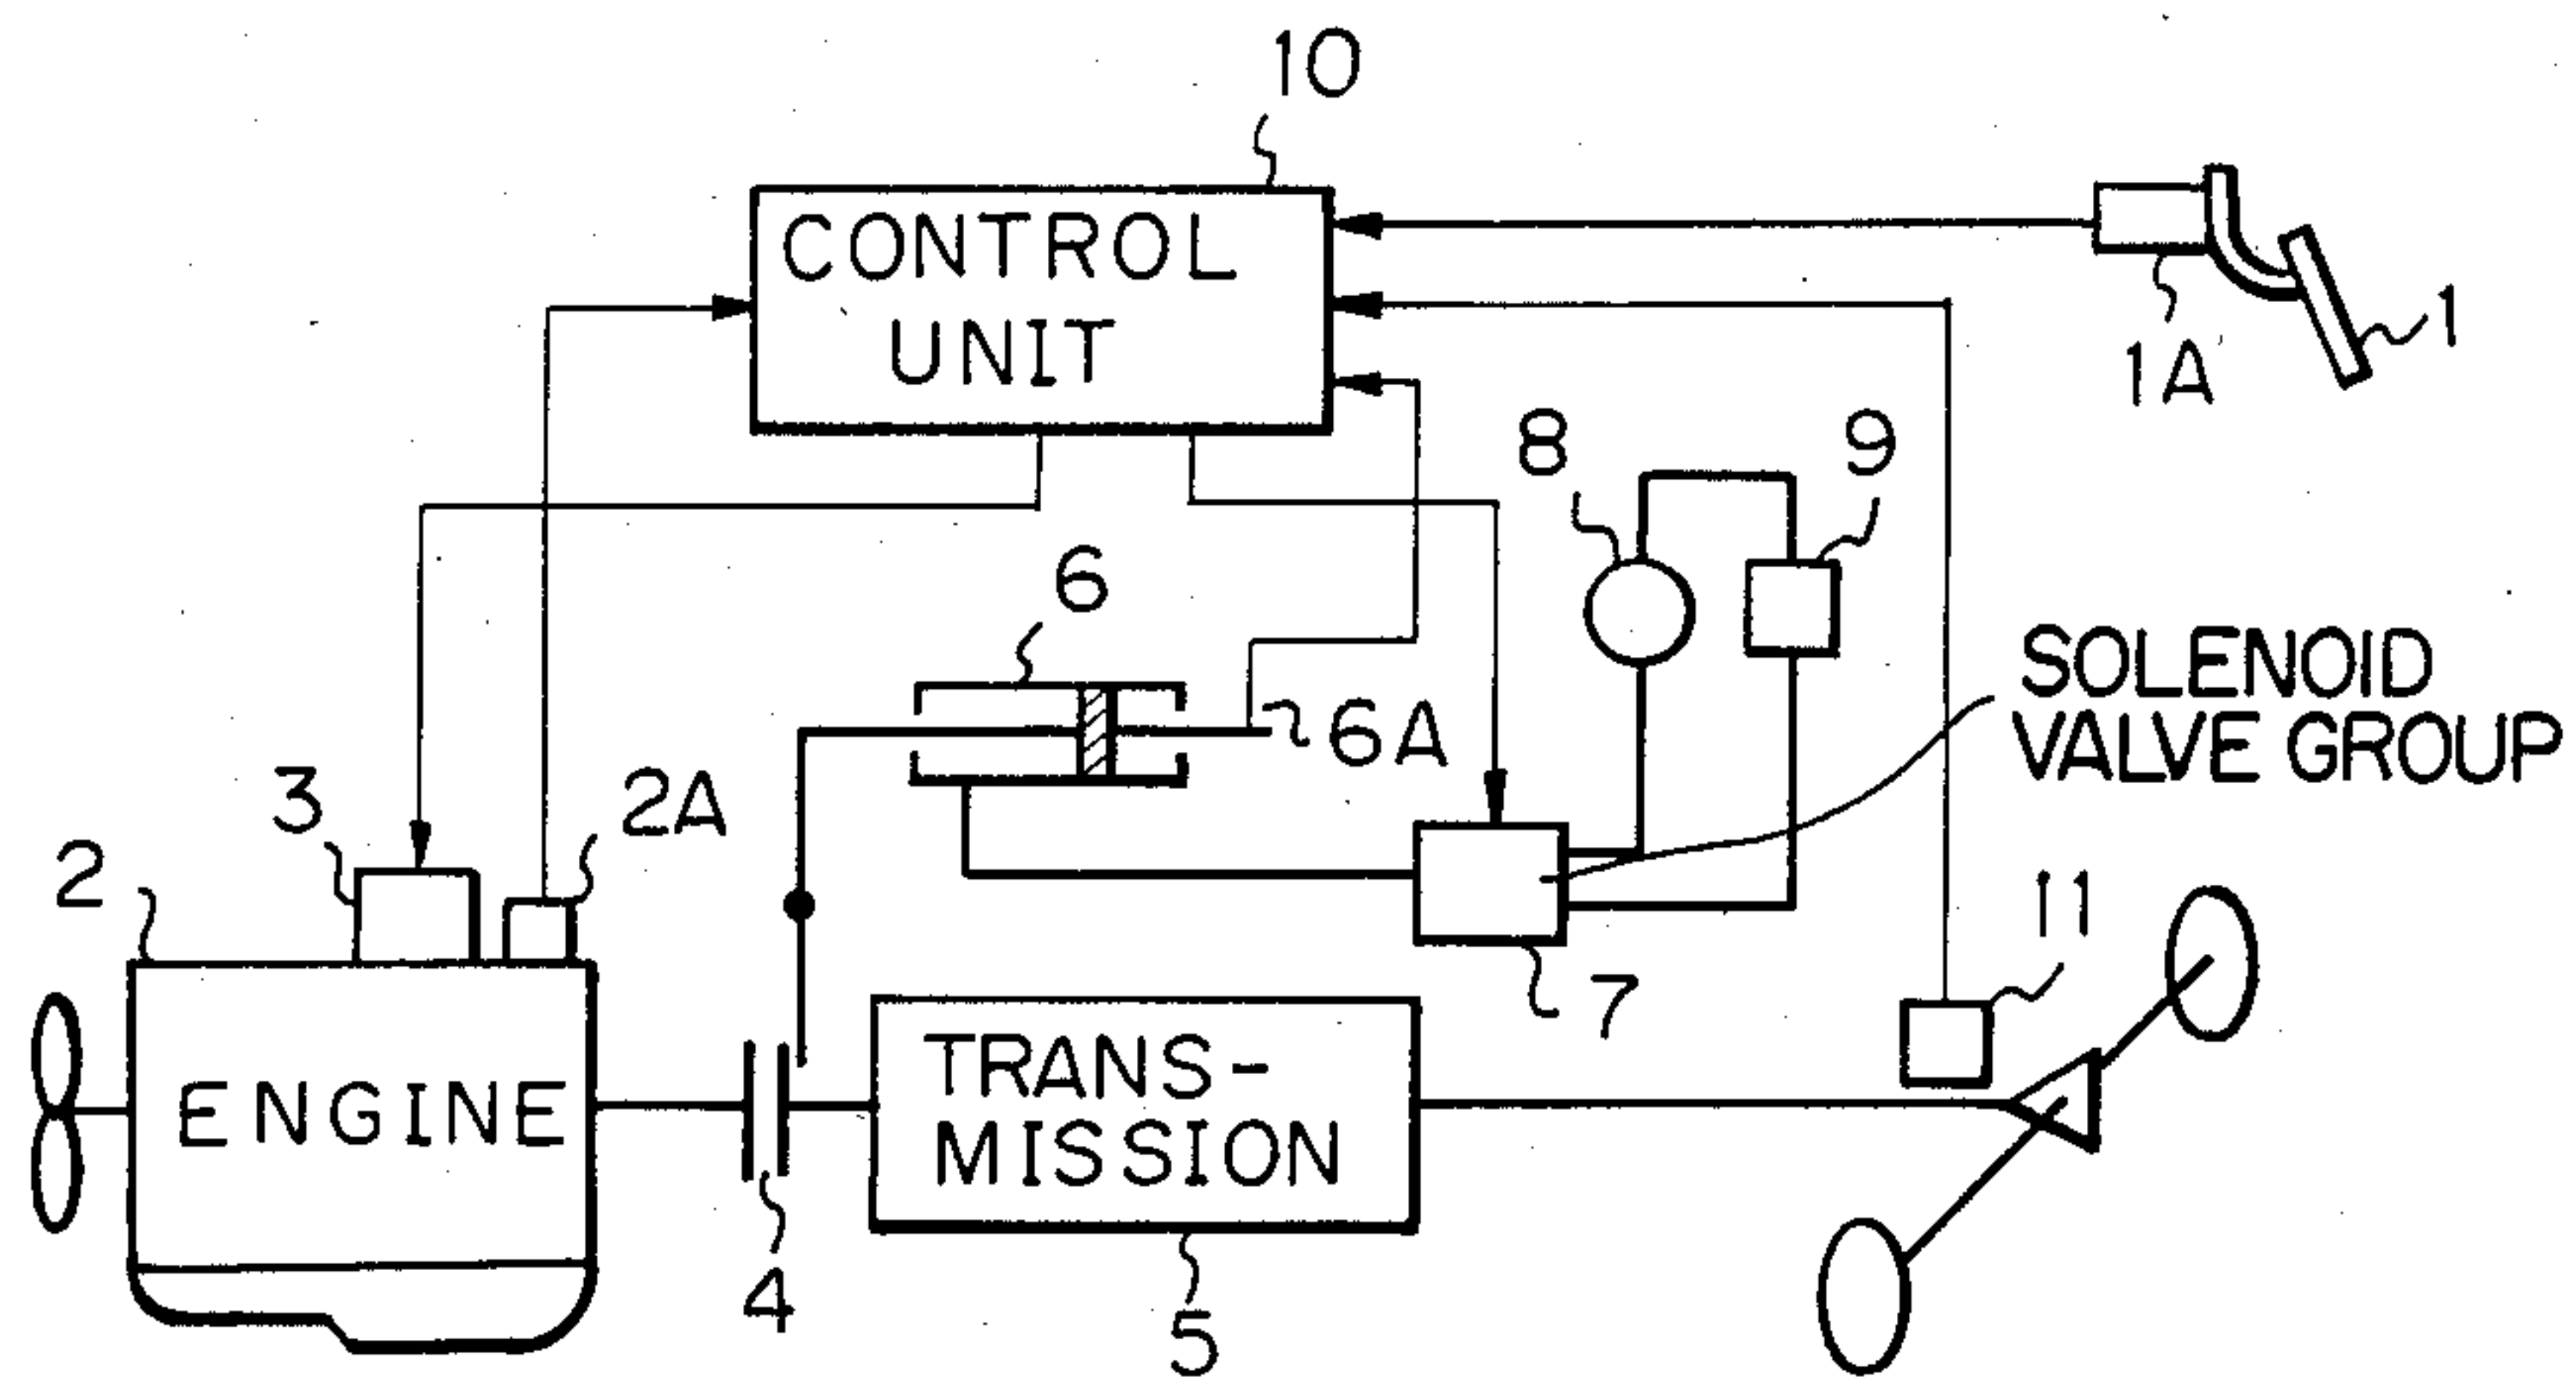 10
CONTROL
UNIT
1
1A
8
9
6
6A
SOLENOID
VALVE GROUP
3
2A
2
11
7
ENGINE
TRANS-
MISSION
4
5